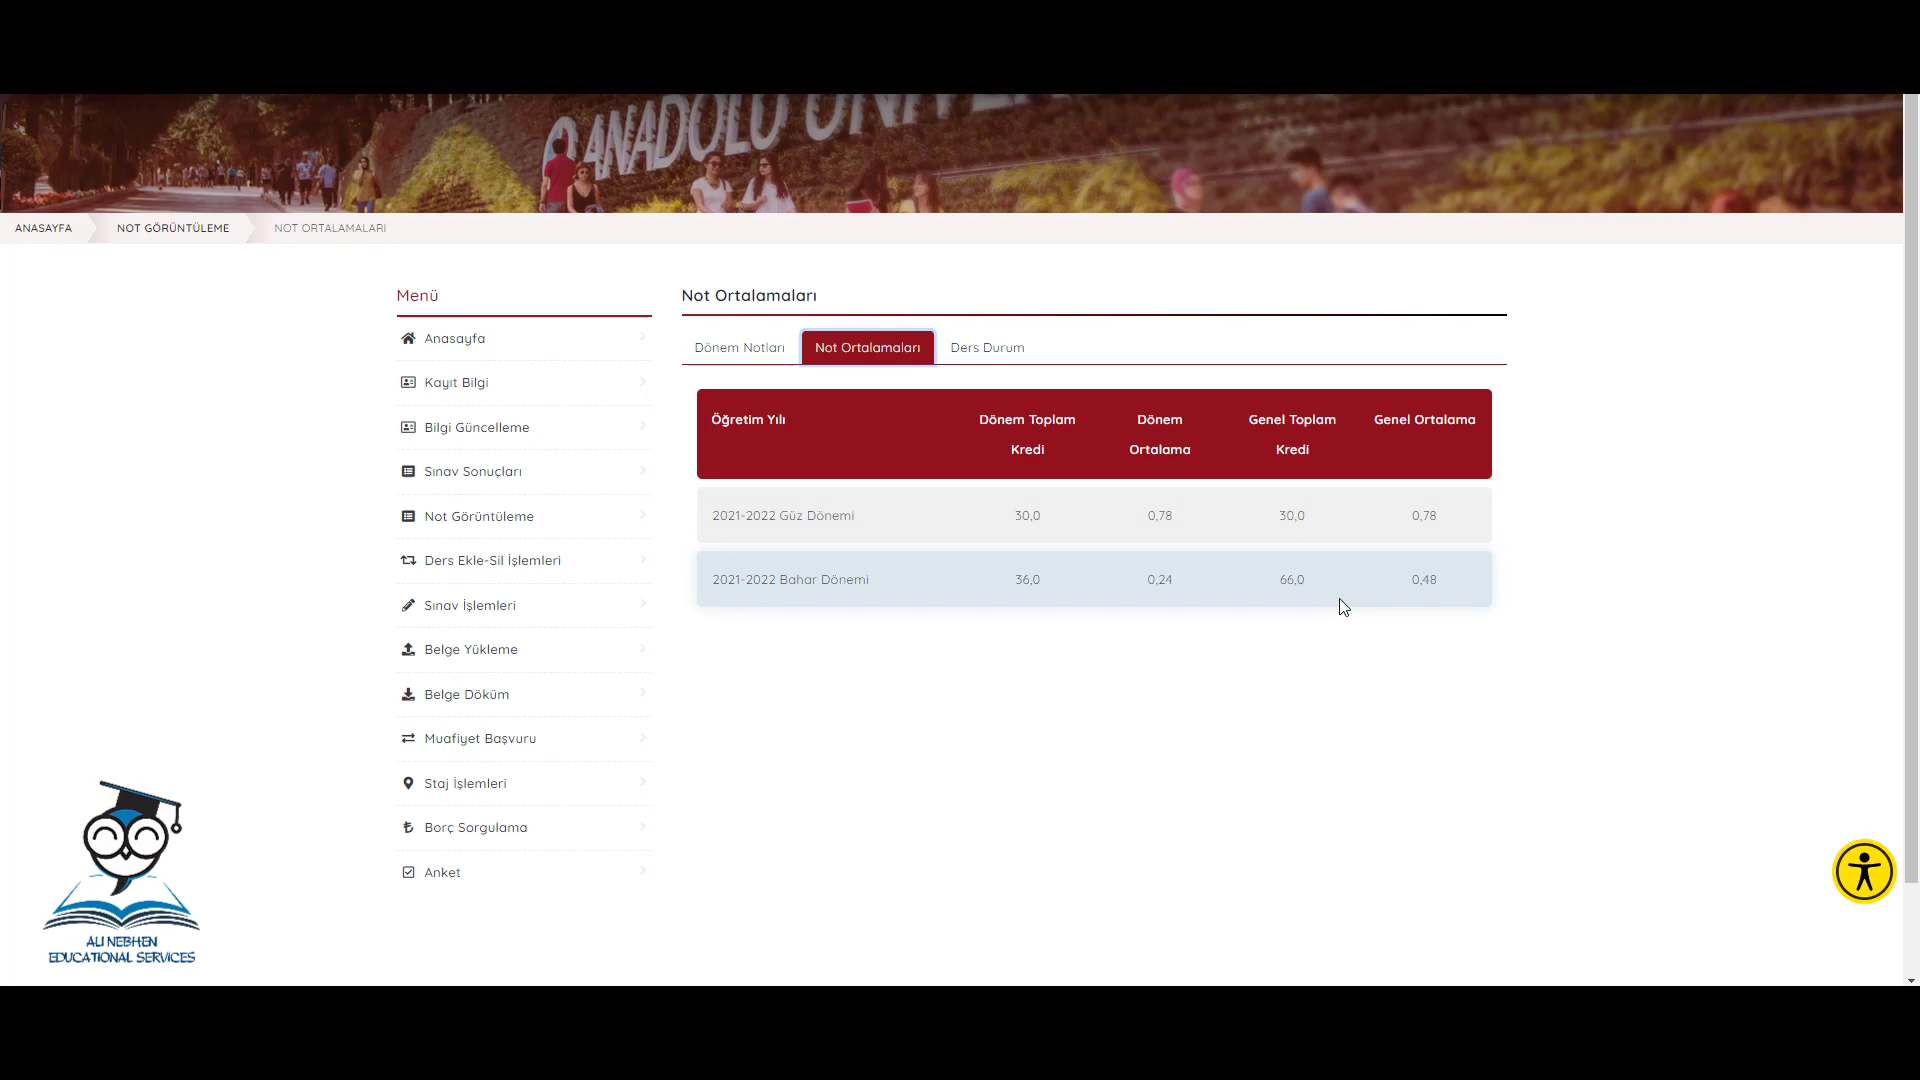 ANADOLU ÜNİV
ANASAYFA
NOT GÖRÜNTÜLEME
NOT ORTALAMALARI
Menü
Anasayfa
Kayıt Bilgi
Bilgi Güncelleme
Sınav Sonuçları
Not Görüntüleme
Ders Ekle-Sil İşlemleri
Sınav İşlemleri
Belge Yükleme
Belge Döküm
Muafiyet Başvuru
Staj İşlemleri
Borç Sorgulama
Anket
Not Ortalamaları
Dönem Notları Not Ortalamaları Ders Durum
Öğretim Yılı Dönem Toplam Kredi Dönem Ortalama Genel Toplam Kredi Genel Ortalama
2021-2022 Güz Dönemi 30,0 0,78 30,0 0,78
2021-2022 Bahar Dönemi 36,0 0,24 66,0 0,48
ALI NEBHEN
EDUCATIONAL SERVICES